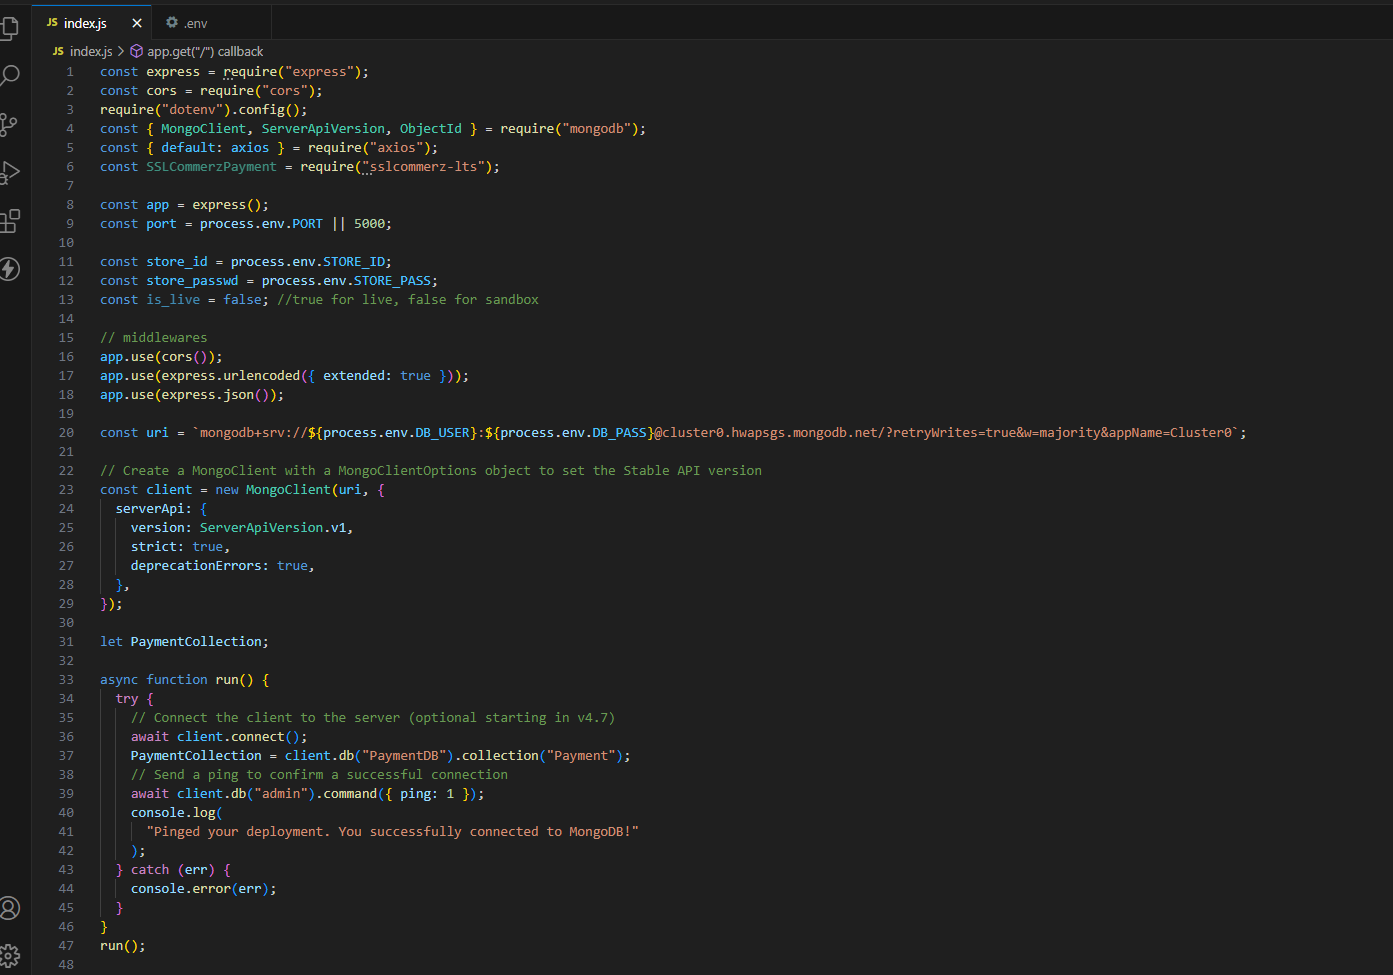 JS index.js × .env
JS index.js > app.get("/") callback
1 const express = require("express");
2 const cors = require("cors");
3 require("dotenv").config();
4 const { MongoClient, ServerApiVersion, ObjectId } = require("mongodb");
5 const { default: axios } = require("axios");
6 const SSLCommerzPayment = require("sslcommerz-lts");
7
8 const app = express();
9 const port = process.env.PORT || 5000;
10
11 const store_id = process.env.STORE_ID;
12 const store_passwd = process.env.STORE_PASS;
13 const is_live = false; //true for live, false for sandbox
14
15 // middlewares
16 app.use(cors());
17 app.use(express.urlencoded({ extended: true }));
18 app.use(express.json());
19
20 const uri = `mongodb+srv://${process.env.DB_USER}:${process.env.DB_PASS}@cluster0.hwapsgs.mongodb.net/?retryWrites=true&w=majority&appName=Cluster0`;
21
22 // Create a MongoClient with a MongoClientOptions object to set the Stable API version
23 const client = new MongoClient(uri, {
24 serverApi: {
25 version: ServerApiVersion.v1,
26 strict: true,
27 deprecationErrors: true,
28 },
29 });
30
31 let PaymentCollection;
32
33 async function run() {
34 try {
35 // Connect the client to the server (optional starting in v4.7)
36 await client.connect();
37 PaymentCollection = client.db("PaymentDB").collection("Payment");
38 // Send a ping to confirm a successful connection
39 await client.db("admin").command({ ping: 1 });
40 console.log(
41 "Pinged your deployment. You successfully connected to MongoDB!"
42 );
43 } catch (err) {
44 console.error(err);
45 }
46 }
47 run();
48